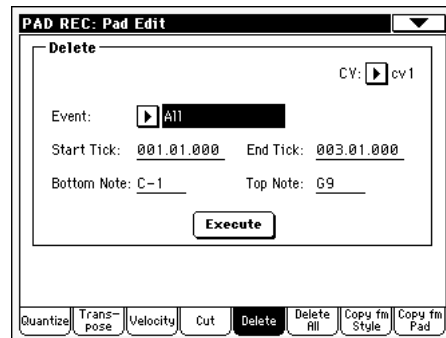 PAD REC: Pad Edit
Delete
CV: cv1
Event: All
Start Tick: 001.01.000 End Tick: 003.01.000
Bottom Note: C-1 Top Note: G9
Execute
Quantize Trans-pose Velocity Cut Delete Delete All Copy fm Style Copy fm Pad